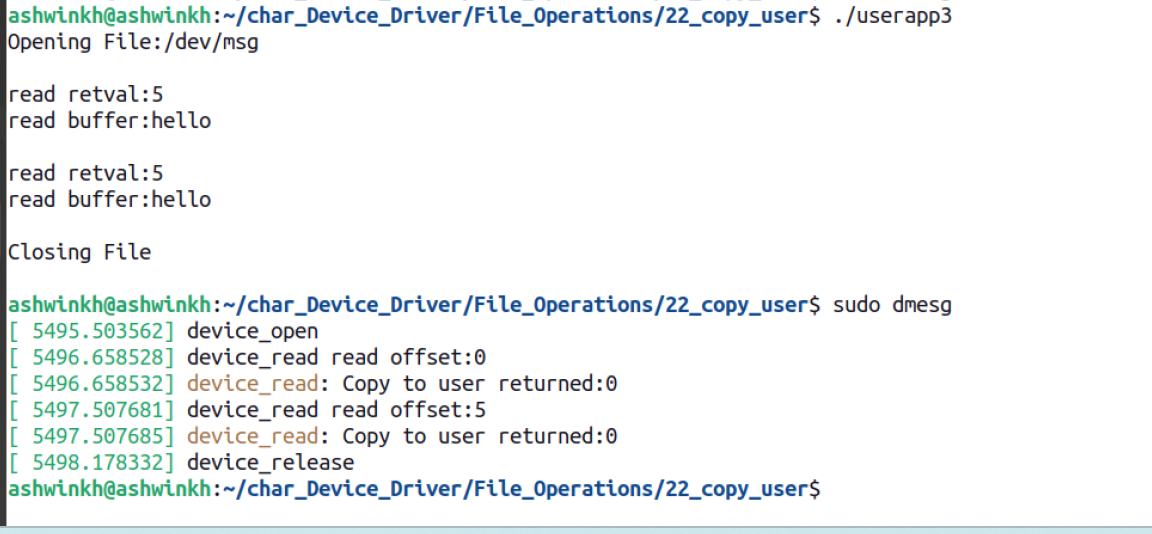 ashwinkh@ashwinkh:~/char_Device_Driver/File_Operations/22_copy_user$ ./userapp3
Opening File:/dev/msg
read retval:5
read buffer:hello
read retval:5
read buffer:hello
Closing File
ashwinkh@ashwinkh:~/char_Device_Driver/File_Operations/22_copy_user$ sudo dmesg
[ 5495.503562] device_open
[ 5496.658528] device_read read offset:0
[ 5496.658532] device_read: Copy to user returned:0
[ 5497.507681] device_read read offset:5
[ 5497.507685] device_read: Copy to user returned:0
[ 5498.178332] device_release
ashwinkh@ashwinkh:~/char_Device_Driver/File_Operations/22_copy_user$